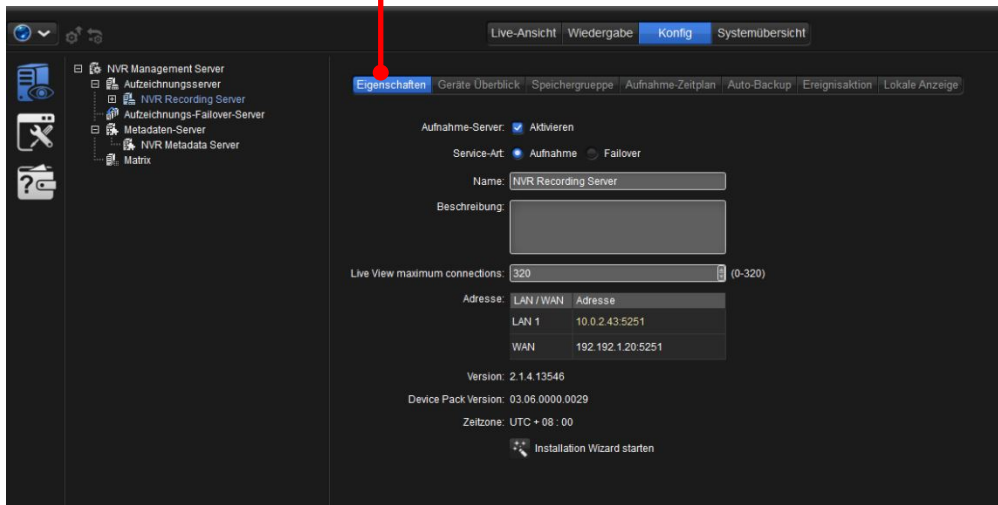 Live-Ansicht Wiedergabe Konfig Systemübersicht
NVR Management Server
Aufzeichnungsserver
NVR Recording Server
Aufzeichnungs-Failover-Server
Metadaten-Server
NVR Metadata Server
Matrix
Eigenschaften Geräte Überblick Speichergrueppe Aufnahme-Zeitplan Auto-Backup Ereignisaktion Lokale Anzeige
Aufnahme-Server: Aktivieren
Service-Art: Aufnahme Failover
Name: NVR Recording Server
Beschreibung:
Live View maximum connections: 320 (0-320)
Adresse: LAN / WAN Adresse
LAN 1 10.0.2.43:5251
WAN 192.192.1.20:5251
Version: 2.1.4.13546
Device Pack Version: 03.06.0000.0029
Zeitzone: UTC + 08 : 00
Installation Wizard starten